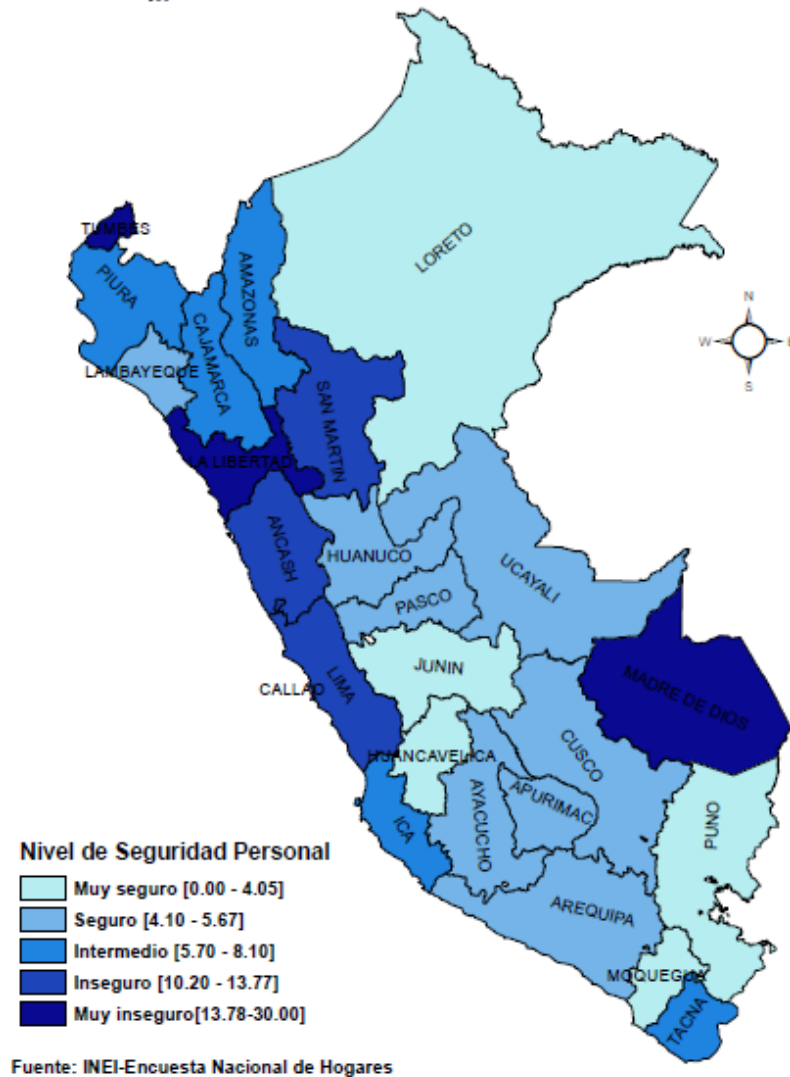 N
W
E
S
TUMBES
PIURA
LAMBAYEQUE
CAJAMARCA
AMAZONAS
LORETO
SAN MARTIN
LA LIBERTAD
ANCASH
HUANUCO
UCAYALI
PASCO
JUNIN
LIMA
CALLAO
MADRE DE DIOS
HUANCAVELICA
CUSCO
AYACUCHO
APURIMAC
ICA
PUNO
AREQUIPA
MOQUEGUA
TACNA
Nivel de Seguridad Personal
Muy seguro [0.00 - 4.05]
Seguro [4.10 - 5.67]
Intermedio [5.70 - 8.10]
Inseguro [10.20 - 13.77]
Muy inseguro[13.78-30.00]
Fuente: INEI-Encuesta Nacional de Hogares